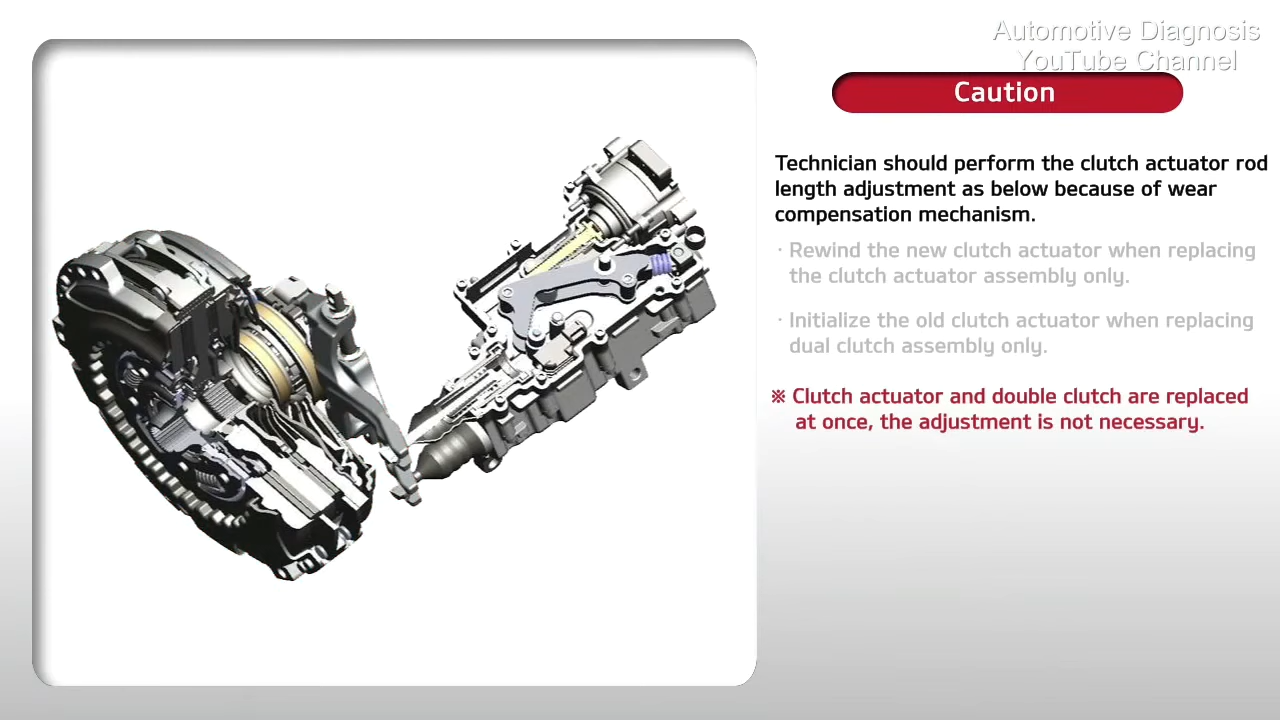 Automotive Diagnosis
YouTube Channel
Caution
Technician should perform the clutch actuator rod
length adjustment as below because of wear
compensation mechanism.
· Rewind the new clutch actuator when replacing
the clutch actuator assembly only.
· Initialize the old clutch actuator when replacing
dual clutch assembly only.
※ Clutch actuator and double clutch are replaced
at once, the adjustment is not necessary.